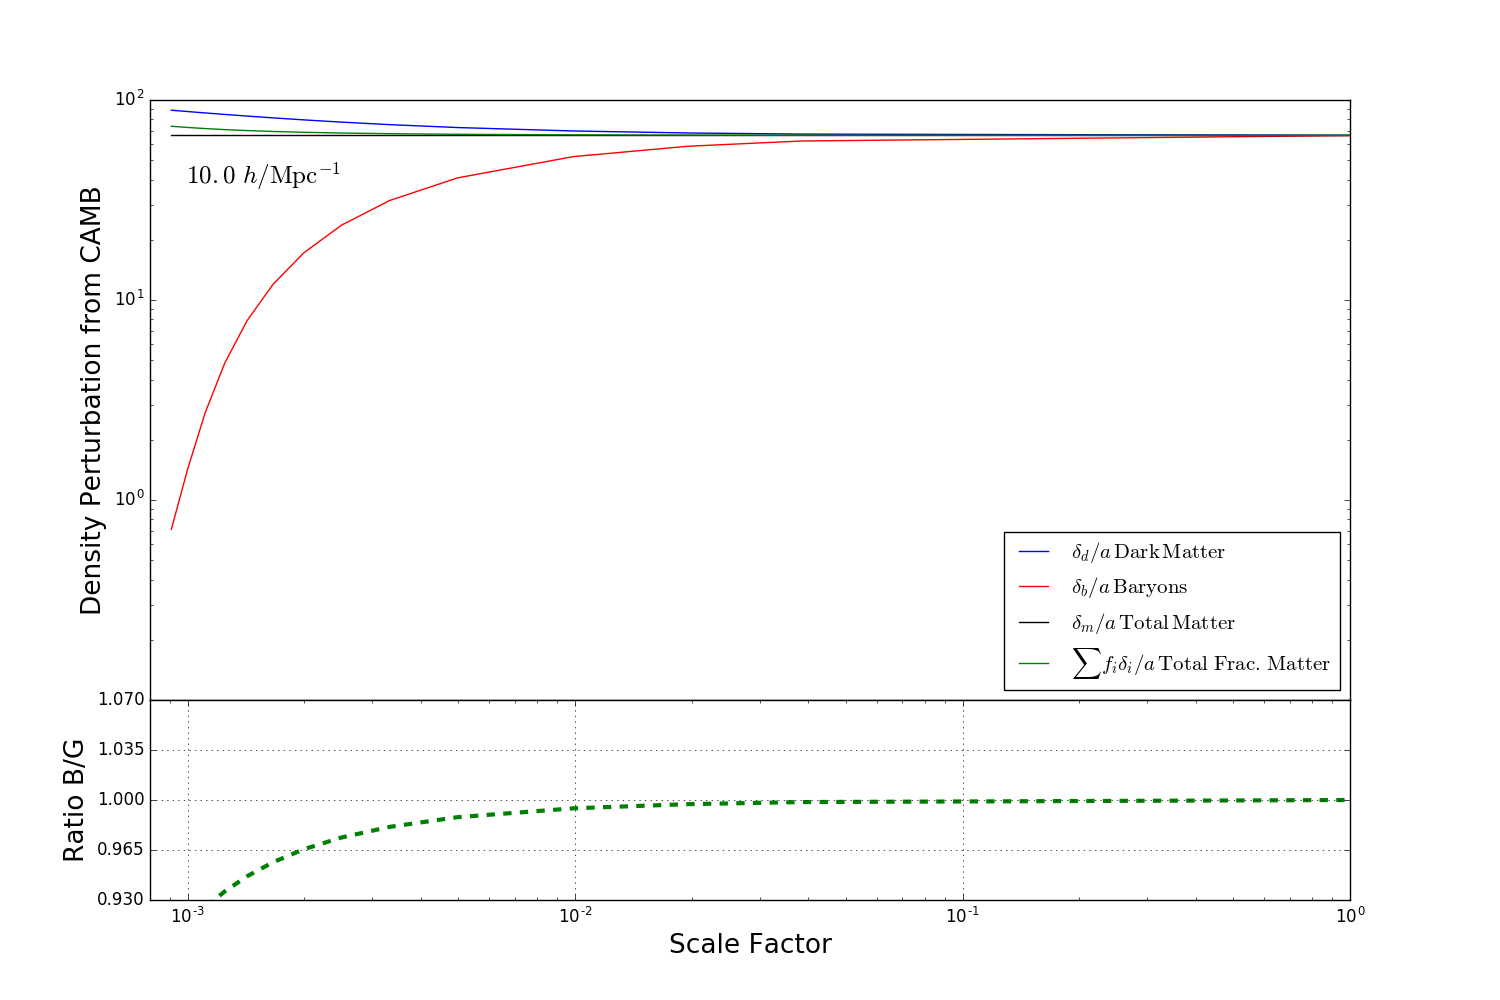 10²
10¹
10⁰
Density Perturbation from CAMB
10.0 h/Mpc⁻¹
δ_d/a Dark Matter
δ_b/a Baryons
δ_m/a Total Matter
∑f_iδ_i/a Total Frac. Matter
1.070
1.035
1.000
0.965
0.930
Ratio B/G
10⁻³ 10⁻² 10⁻¹ 10⁰
Scale Factor